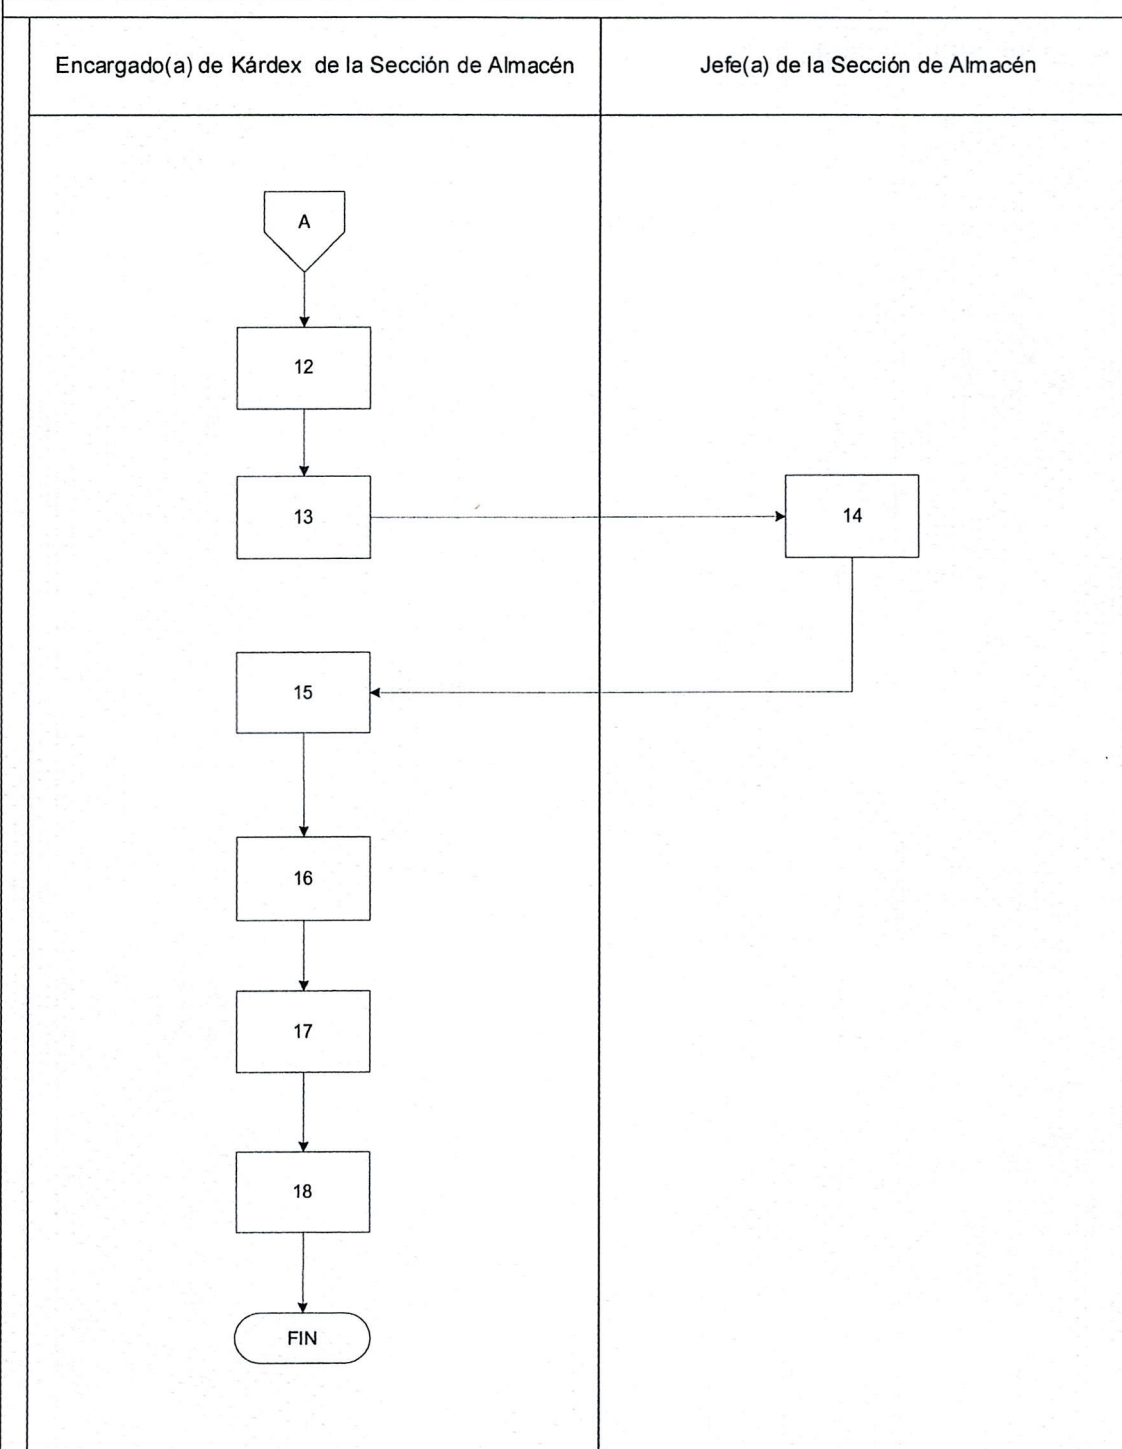 Encargado(a) de Kárdex de la Sección de Almacén
Jefe(a) de la Sección de Almacén
A
12
13
14
15
16
17
18
FIN